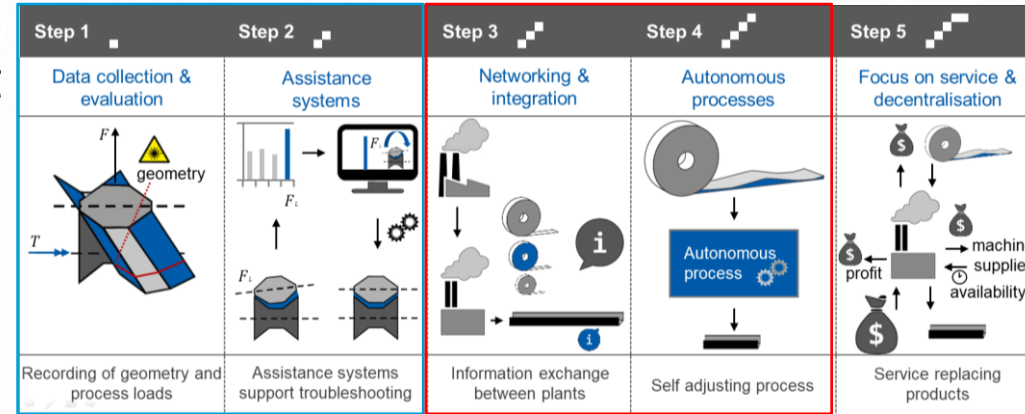 Step 1
Step 2
Step 3
Step 4
Step 5
Data collection &
evaluation
Assistance
systems
Networking &
integration
Autonomous
processes
Focus on service &
decentralisation
F
geometry
T
F
F
F
i
i
Autonomous
process
$
$
$
$
profit
machin
supplie
availability
Recording of geometry and
process loads
Assistance systems
support troubleshooting
Information exchange
between plants
Self adjusting process
Service replacing
products